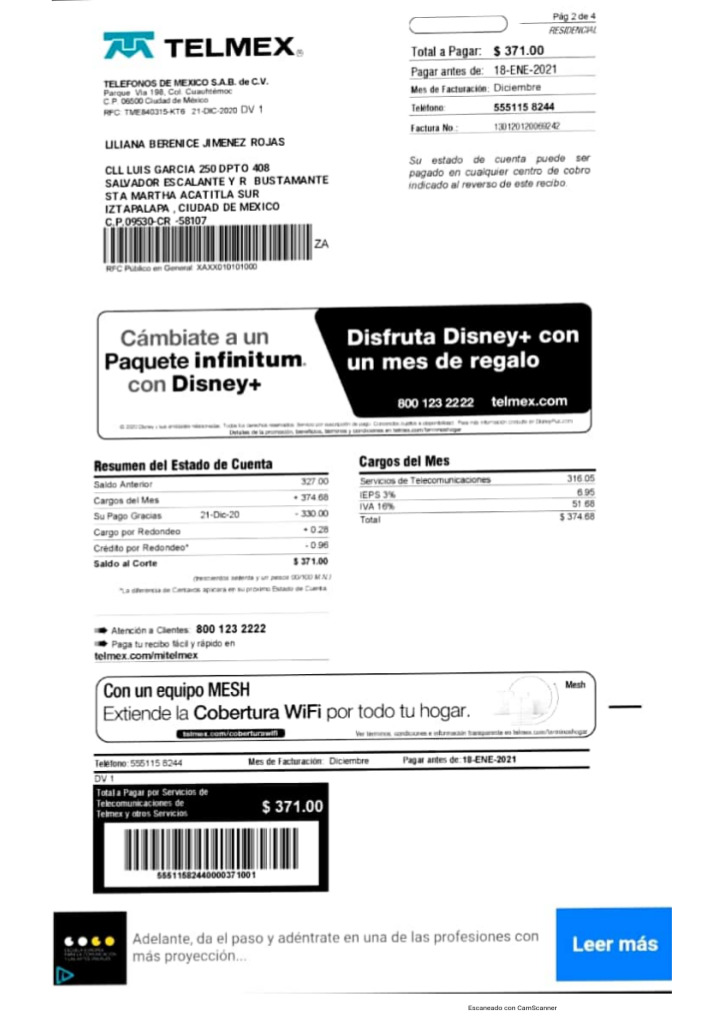 Pág 2 de 4
RESIDENCIAL
TELMEX®
Total a Pagar: $ 371.00
Pagar antes de: 18-ENE-2021
Mes de Facturación: Diciembre
Teléfono: 555115 8244
Factura No.: 130120120069242
TELEFONOS DE MEXICO S.A.B. de C.V.
Parque Vía 198, Col. Cuauhtémoc
C.P. 06500 Ciudad de México
RFC: TME840315-KT6 21-DIC-2020 DV 1
LILIANA BERENICE JIMENEZ ROJAS
CLL LUIS GARCIA 250 DPTO 408
SALVADOR ESCALANTE Y R BUSTAMANTE
STA MARTHA ACATITLA SUR
IZTAPALAPA , CIUDAD DE MEXICO
C.P.09530-CR -58107
Su estado de cuenta puede ser
pagado en cualquier centro de cobro
indicado al reverso de este recibo.
ZA
RFC Público en General: XAXX010101000
Cámbiate a un
Paquete infinitum.
con Disney+
Disfruta Disney+ con
un mes de regalo
800 123 2222 telmex.com
Detalles de la promoción, beneficios, términos y condiciones en telmex.com/terminoshogar
Resumen del Estado de Cuenta
Saldo Anterior 327.00
Cargos del Mes + 374.68
Su Pago Gracias 21-Dic-20 - 330.00
Cargo por Redondeo + 0.28
Crédito por Redondeo* - 0.96
Saldo al Corte $ 371.00
(trescientos setenta y un pesos 00/100 M.N.)
*La diferencia de Centavos aplicará en su próximo Estado de Cuenta
Cargos del Mes
Servicios de Telecomunicaciones 316.05
IEPS 3% 6.95
IVA 16% 51.68
Total $ 374.68
Atención a Clientes: 800 123 2222
Paga tu recibo fácil y rápido en
telmex.com/mitelmex
Con un equipo MESH
Extiende la Cobertura WiFi por todo tu hogar.
telmex.com/coberturawifi
Mesh
Ver términos, condiciones e información transparente en telmex.com/terminoshogar
Teléfono: 555115 8244 Mes de Facturación: Diciembre Pagar antes de: 18-ENE-2021
DV 1
Total a Pagar por Servicios de
Telecomunicaciones de
Telmex y otros Servicios
$ 371.00
55511582440000371001
Adelante, da el paso y adéntrate en una de las profesiones con
más proyección...
Leer más
Escaneado con CamScanner